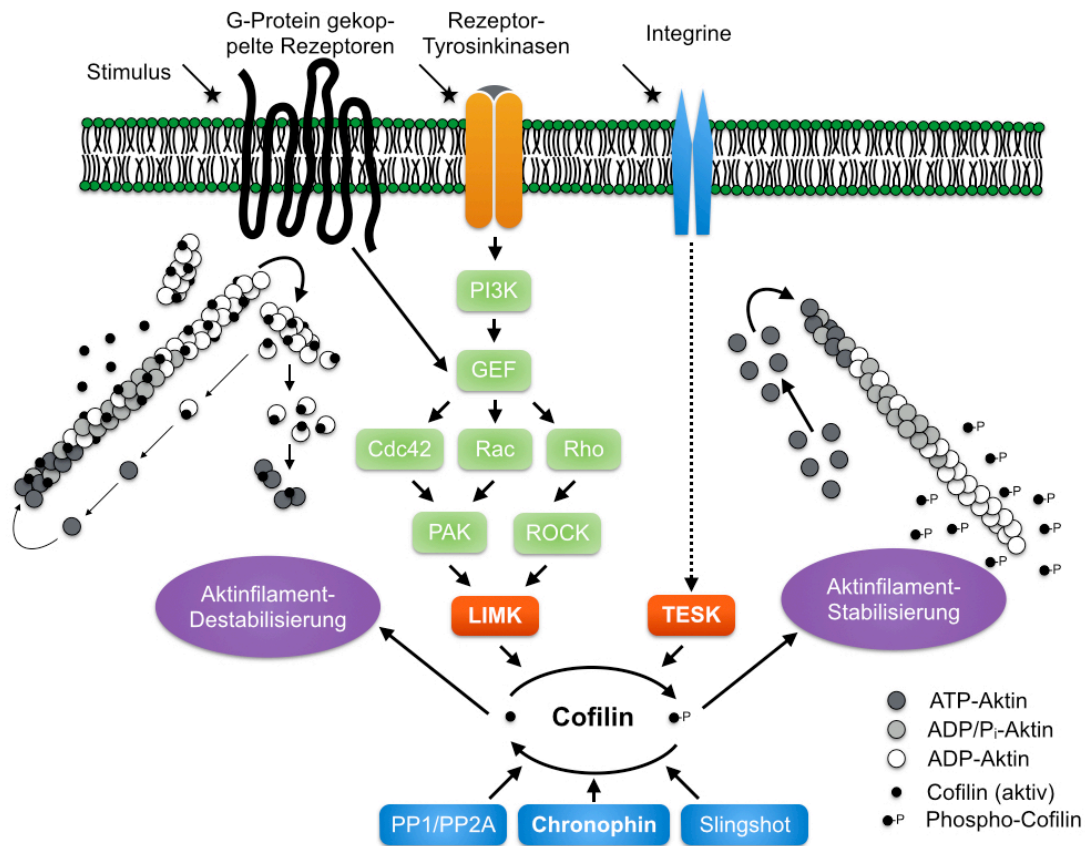 G-Protein gekop-
pelte Rezeptoren
Rezeptor-
Tyrosinkinasen
Integrine
Stimulus
PI3K
GEF
Cdc42
Rac
Rho
PAK
ROCK
LIMK
TESK
Aktinfilament-
Destabilisierung
Aktinfilament-
Stabilisierung
-P
-P
-P
-P
-P
-P
-P
-P
-P
Cofilin
-P
PP1/PP2A
Chronophin
Slingshot
ATP-Aktin
ADP/Pi-Aktin
ADP-Aktin
Cofilin (aktiv)
-P Phospho-Cofilin